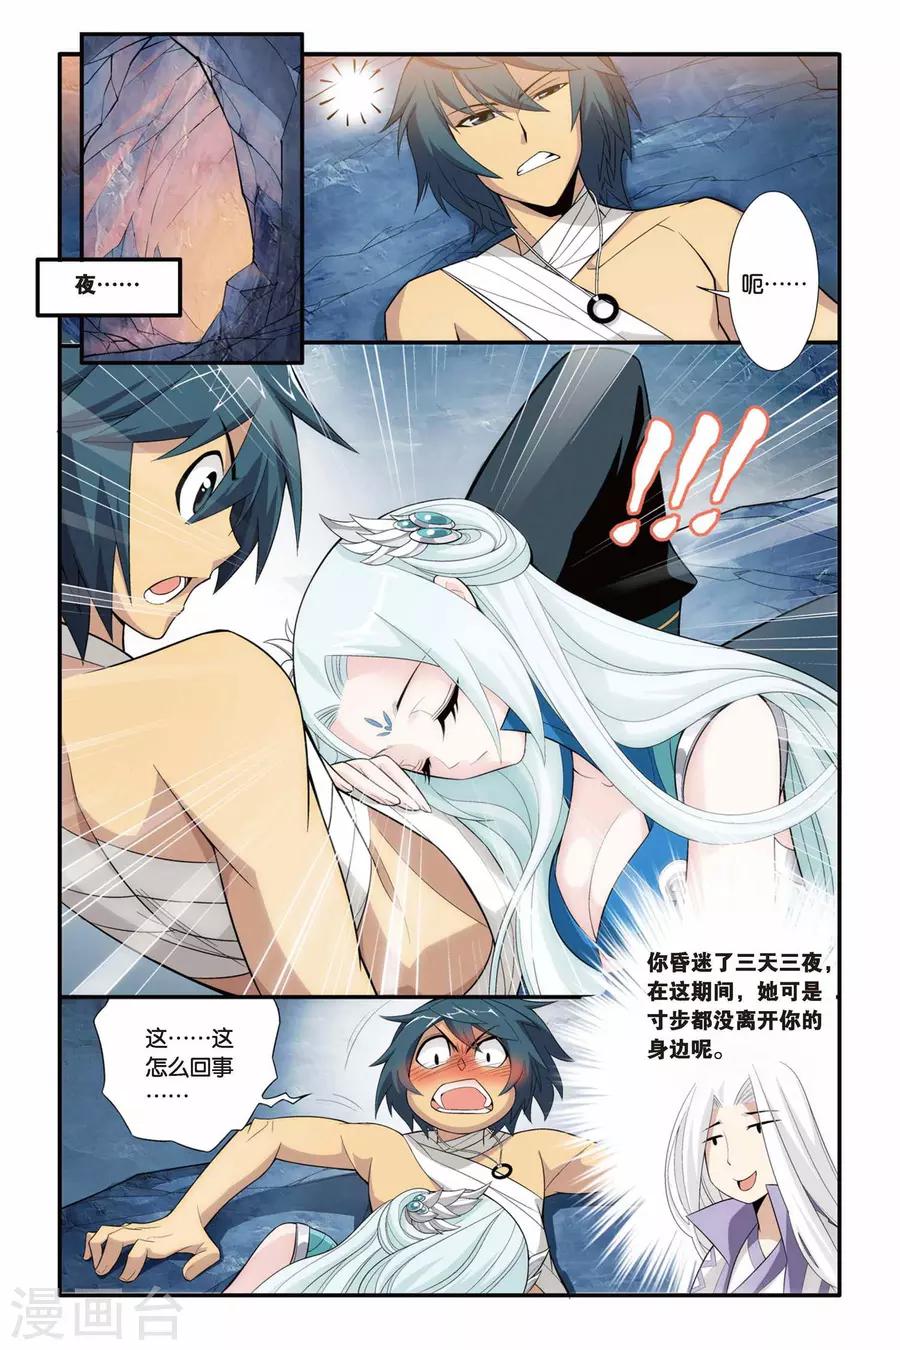 夜……
呃……
!!!
你昏迷了三天三夜，
在这期间，她可是
寸步都没离开你的
身边呢。
这……这
怎么回事
……
漫画台